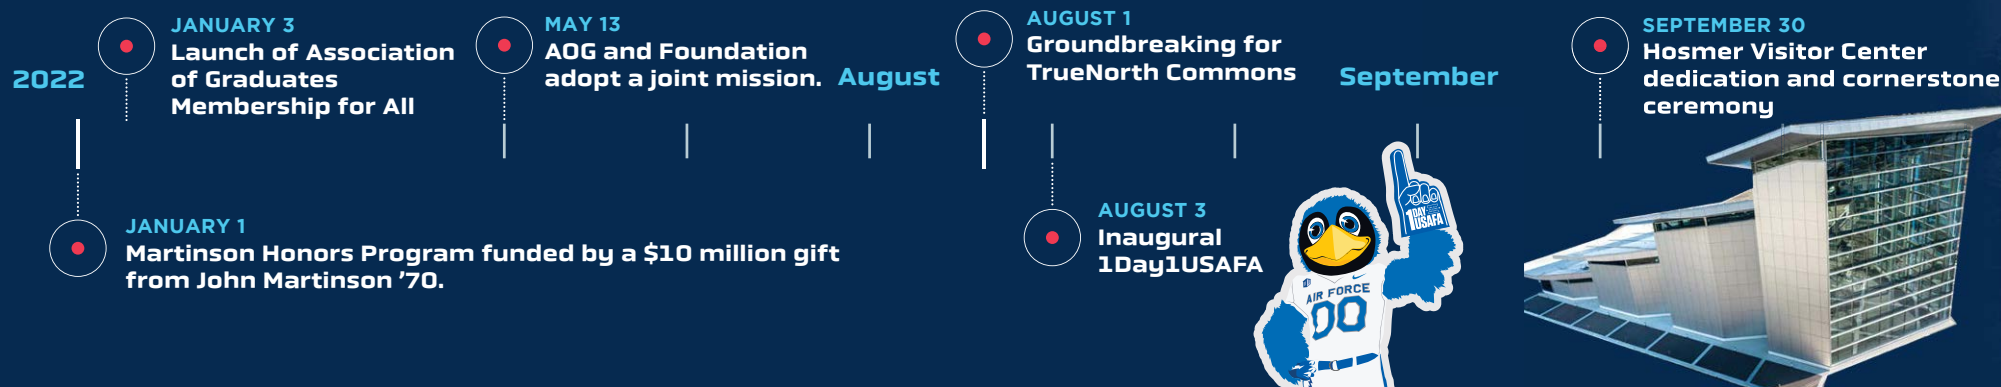 2022
JANUARY 3
Launch of Association
of Graduates
Membership for All
JANUARY 1
Martinson Honors Program funded by a $10 million gift
from John Martinson '70.
MAY 13
AOG and Foundation
adopt a joint mission.
August
AUGUST 1
Groundbreaking for
TrueNorth Commons
AUGUST 3
Inaugural
1Day1USAFA
1DAY
1USAFA
AIR FORCE
00
September
SEPTEMBER 30
Hosmer Visitor Center
dedication and cornerstone
ceremony